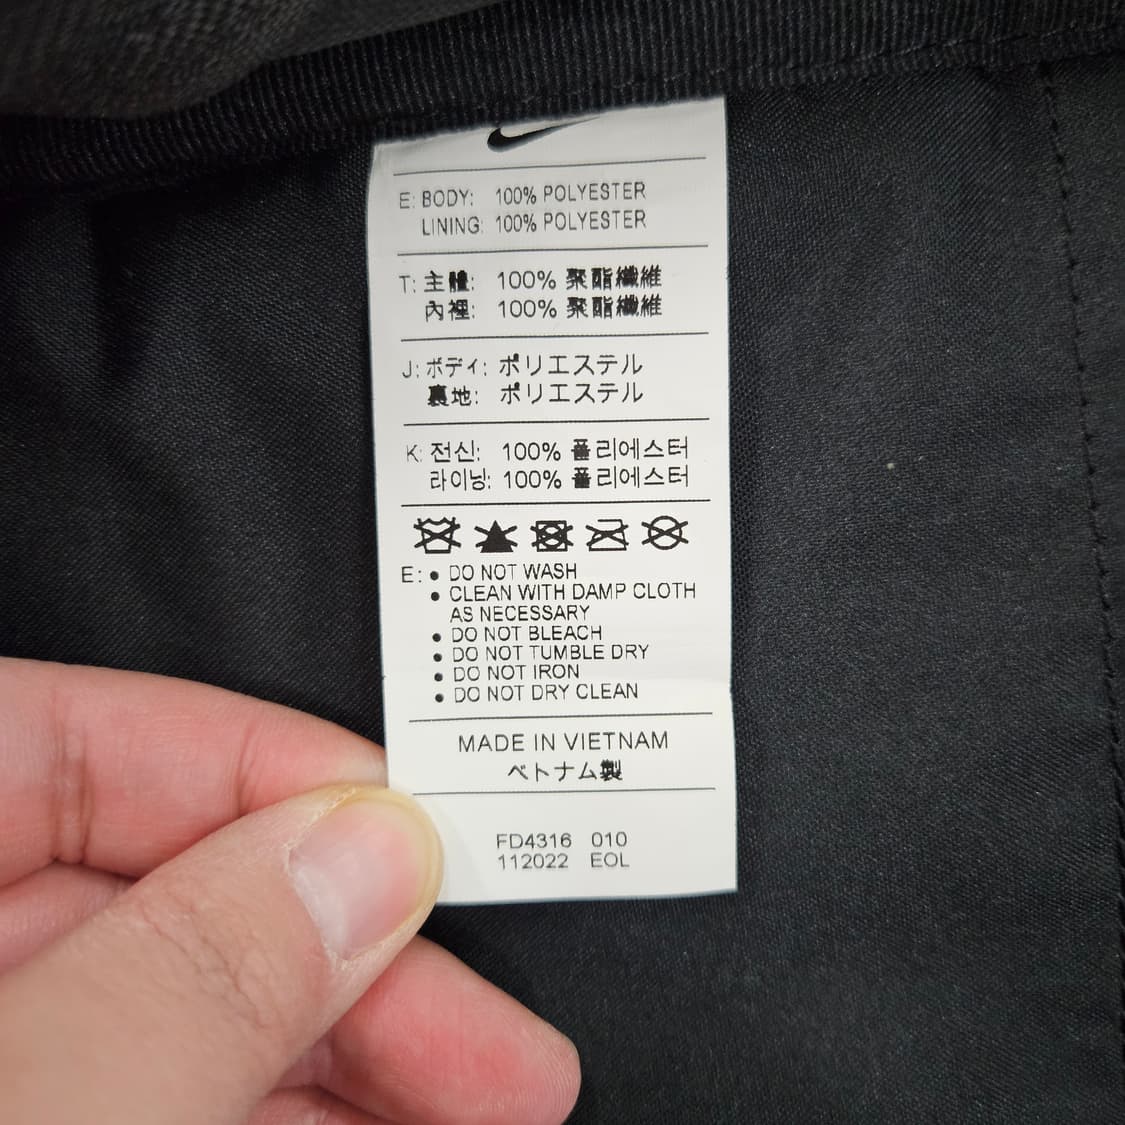 E: BODY: 100% POLYESTER
LINING: 100% POLYESTER
T: 主體: 100% 聚酯纖維
內裡: 100% 聚酯纖維
J: ボディ: ポリエステル
裏地: ポリエステル
K: 전신: 100% 폴리에스터
라이닝: 100% 폴리에스터
E: • DO NOT WASH
• CLEAN WITH DAMP CLOTH
AS NECESSARY
• DO NOT BLEACH
• DO NOT TUMBLE DRY
• DO NOT IRON
• DO NOT DRY CLEAN
MADE IN VIETNAM
ベトナム製
FD4316 010
112022 EOL